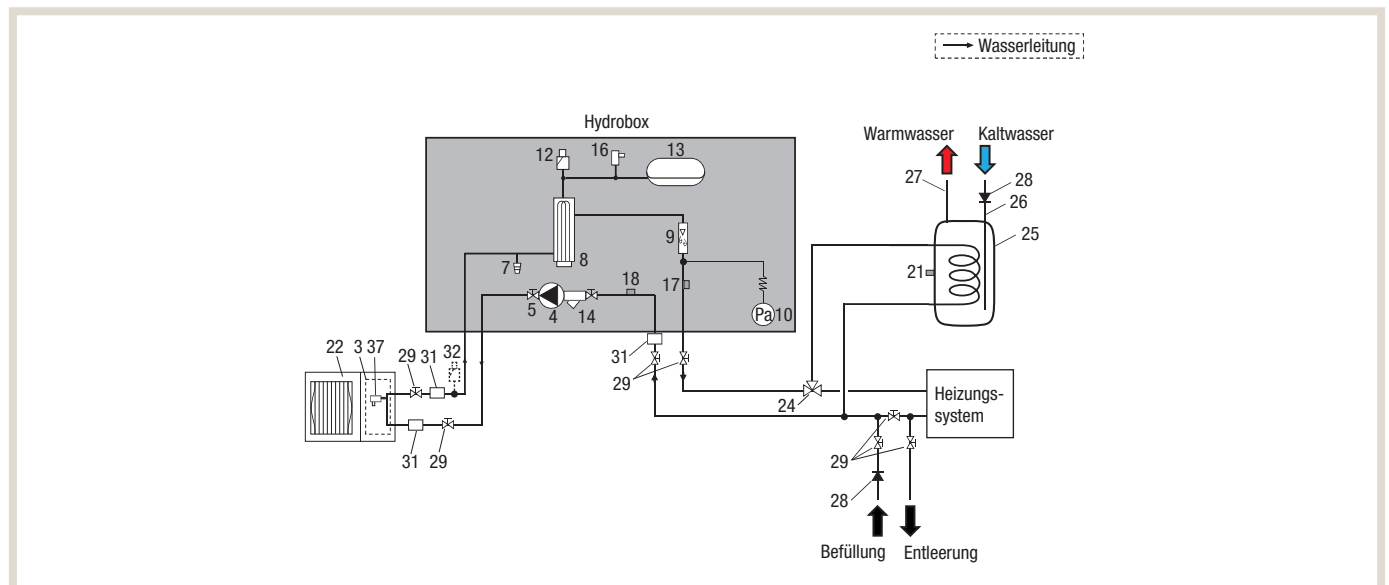 Wasserleitung
Hydrobox
Warmwasser Kaltwasser
12 16 13
27 28
26
25
9
7 8
21
18 17
5 4 14 Pa 10
22 3 37 29 31 32
31
29
24
Heizungs-
system
31 29
29
28
Befüllung Entleerung